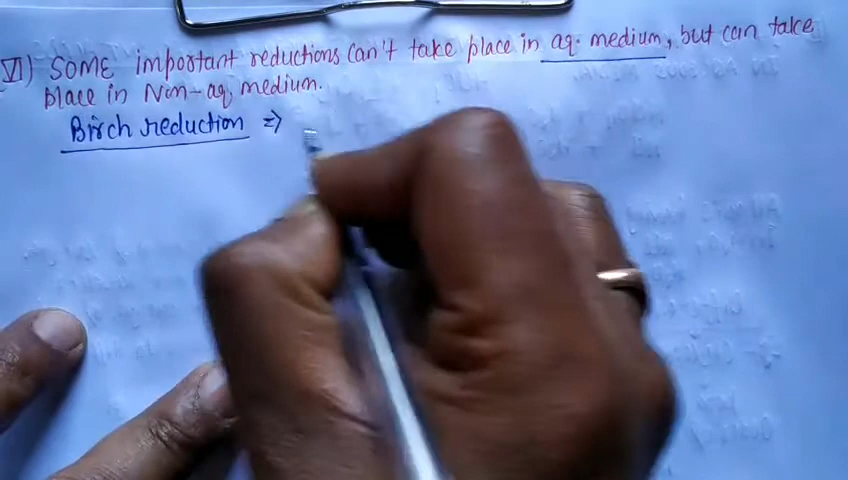 VI) SOME important reductions can't take place in aq. medium, but can take
place in Non-aq. medium.
Birch reduction ⇒